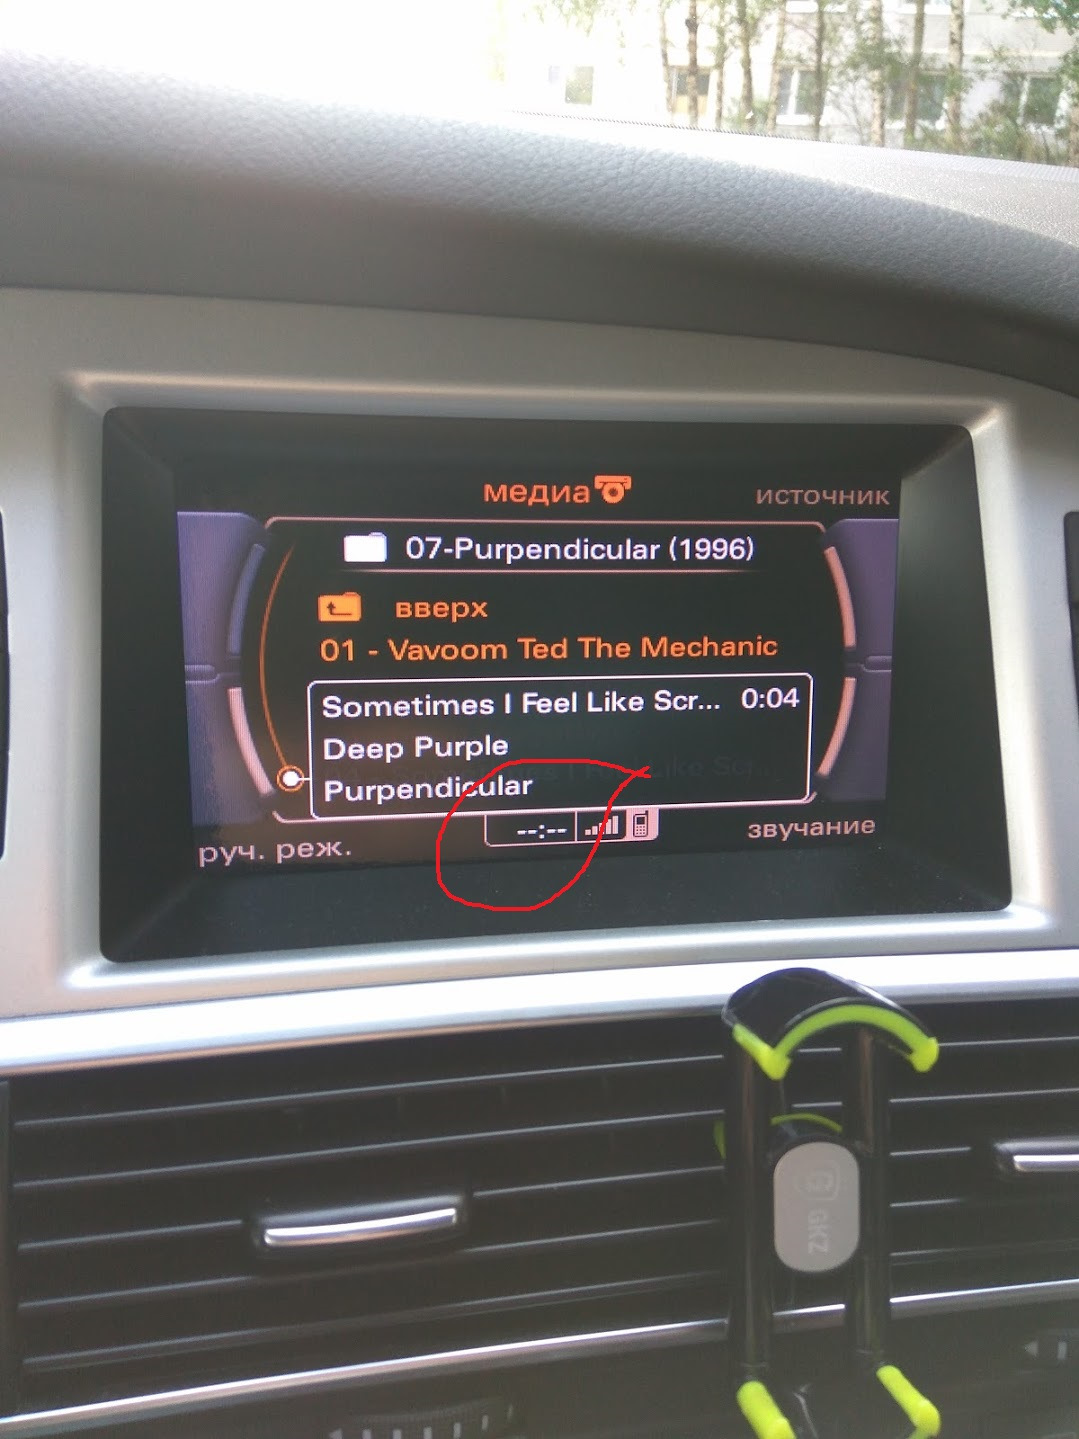 медиа
источник
07-Purpendicular (1996)
вверх
01 - Vavoom Ted The Mechanic
Sometimes I Feel Like Scr... 0:04
Deep Purple
Purpendicular
--:--
руч. реж.
звучание
GKZ